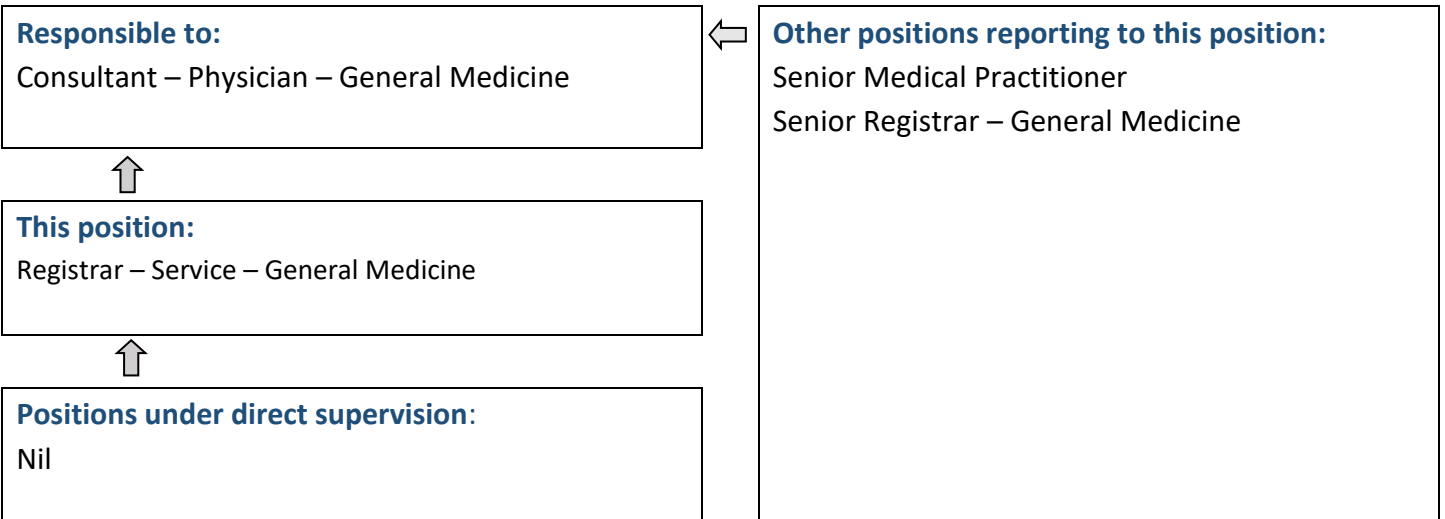 Responsible to:
Consultant – Physician – General Medicine
Other positions reporting to this position:
Senior Medical Practitioner
Senior Registrar – General Medicine
This position:
Registrar – Service – General Medicine
Positions under direct supervision:
Nil